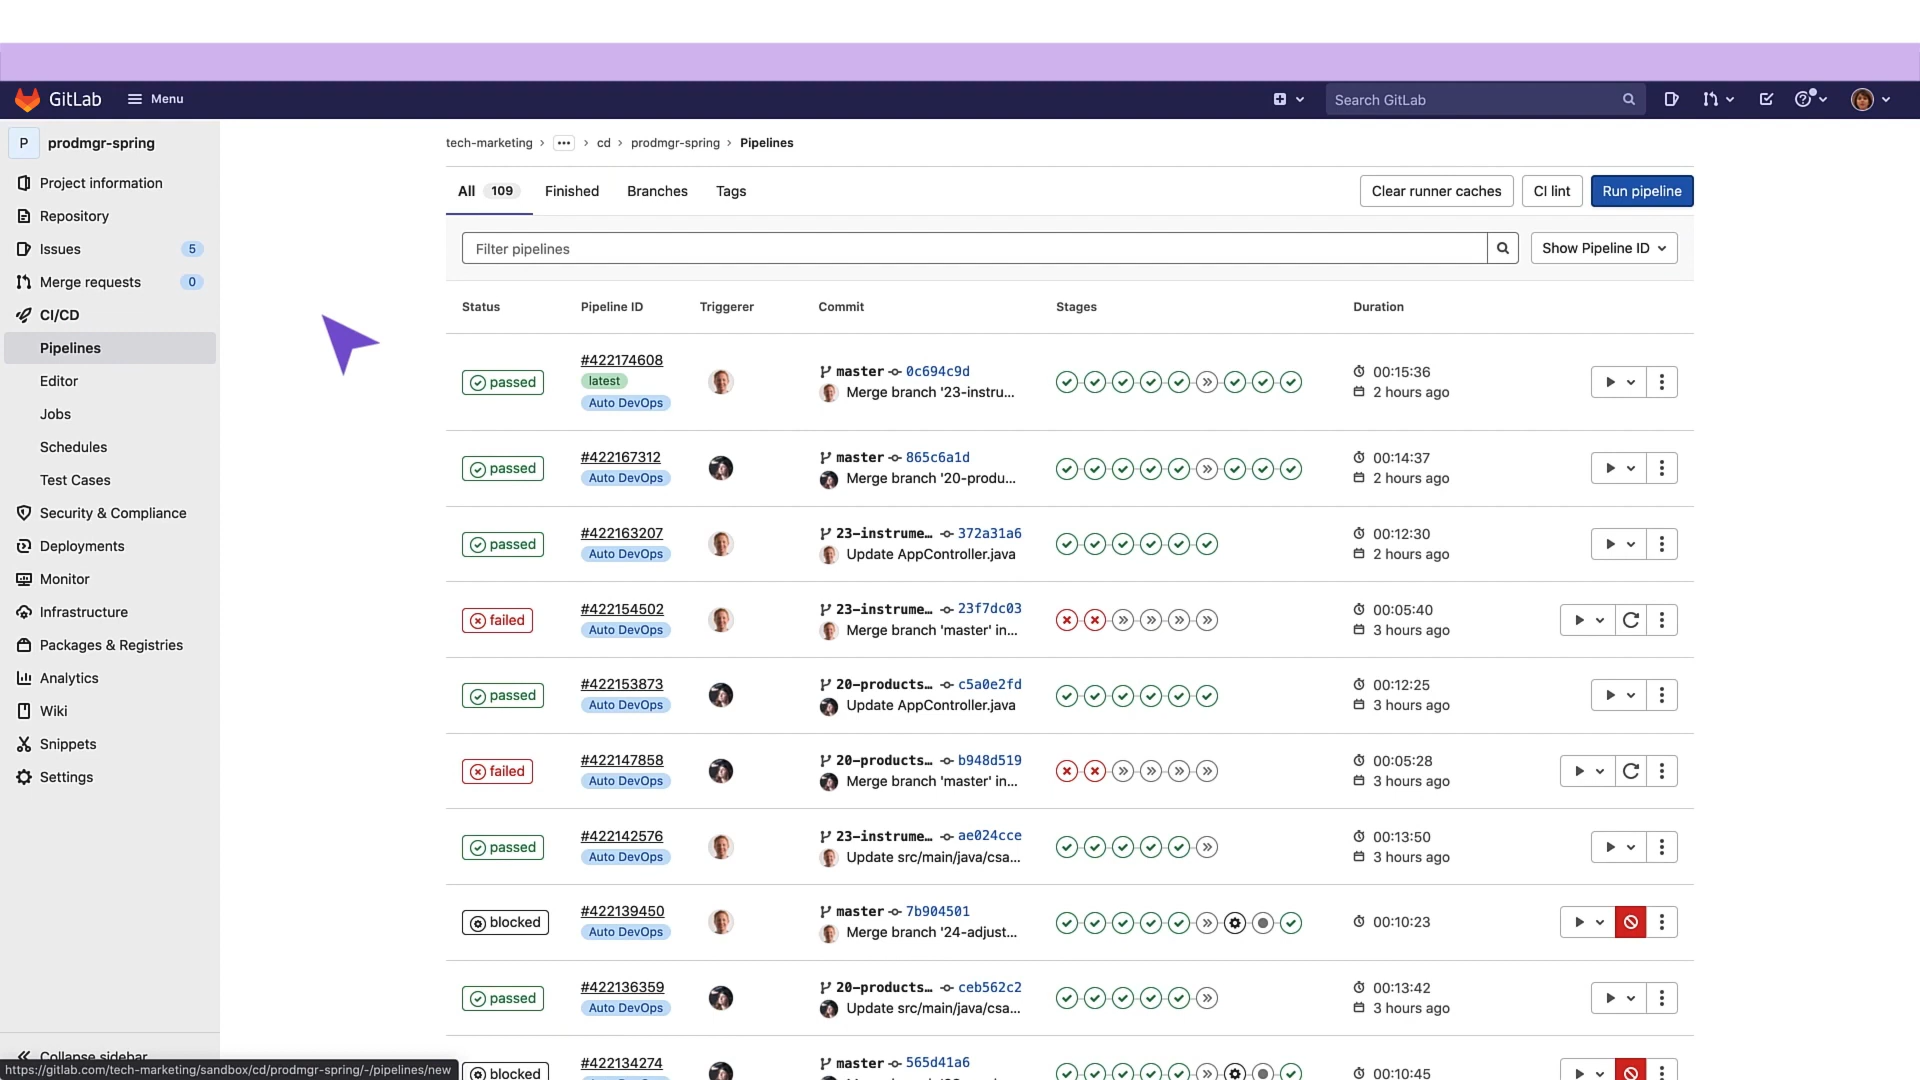 GitLab
Menu
Search GitLab
P prodmgr-spring
Project information
Repository
Issues 5
Merge requests 0
CI/CD
Pipelines
Editor
Jobs
Schedules
Test Cases
Security & Compliance
Deployments
Monitor
Infrastructure
Packages & Registries
Analytics
Wiki
Snippets
Settings
Collapse sidebar
https://gitlab.com/tech-marketing/sandbox/cd/prodmgr-spring/-/pipelines/new
tech-marketing › ••• › cd › prodmgr-spring › Pipelines
All 109 Finished Branches Tags Clear runner caches CI lint Run pipeline
Filter pipelines Show Pipeline ID
Status Pipeline ID Triggerer Commit Stages Duration
passed #422174608 master 0c694c9d 00:15:36
latest Merge branch '23-instru... 2 hours ago
Auto DevOps
passed #422167312 master 865c6a1d 00:14:37
Auto DevOps Merge branch '20-produ... 2 hours ago
passed #422163207 23-instrume… 372a31a6 00:12:30
Auto DevOps Update AppController.java 2 hours ago
failed #422154502 23-instrume… 23f7dc03 00:05:40
Auto DevOps Merge branch 'master' in... 3 hours ago
passed #422153873 20-products… c5a0e2fd 00:12:25
Auto DevOps Update AppController.java 3 hours ago
failed #422147858 20-products… b948d519 00:05:28
Auto DevOps Merge branch 'master' in... 3 hours ago
passed #422142576 23-instrume… ae024cce 00:13:50
Auto DevOps Update src/main/java/csa... 3 hours ago
blocked #422139450 master 7b904501 00:10:23
Auto DevOps Merge branch '24-adjust...
passed #422136359 20-products… ceb562c2 00:13:42
Auto DevOps Update src/main/java/csa... 3 hours ago
blocked #422134274 master 565d41a6 00:10:45